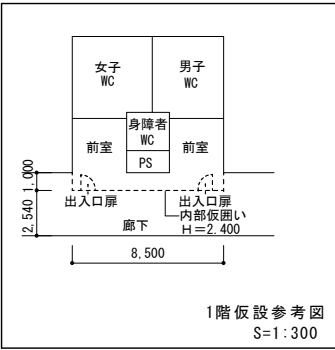 女子
WC
男子
WC
身障者
WC
前室
前室
PS
1,000
2,540
出入口扉
出入口扉
内部仮囲い
H=2.400
廊下
8,500
1階仮設参考図
S=1:300